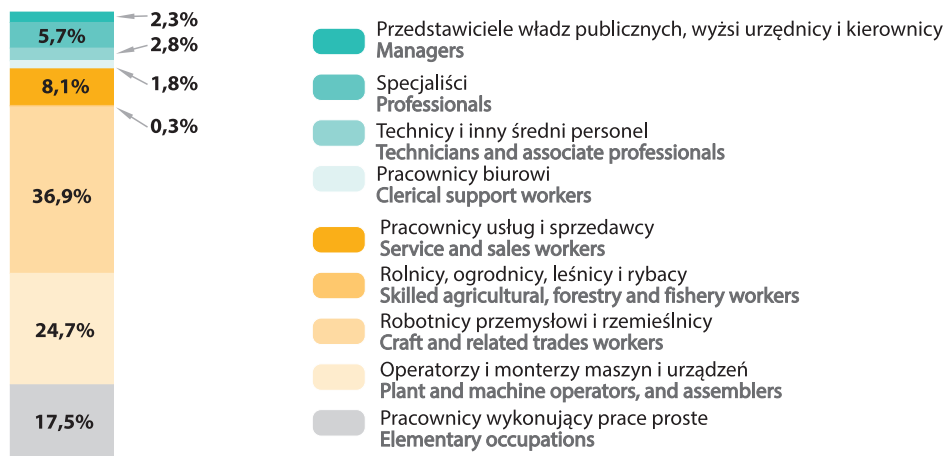 2,3%
5,7%
2,8%
1,8%
8,1%
0,3%
36,9%
24,7%
17,5%
Przedstawiciele władz publicznych, wyżsi urzędnicy i kierownicy
Managers
Specjaliści
Professionals
Technicy i inny średni personel
Technicians and associate professionals
Pracownicy biurowi
Clerical support workers
Pracownicy usług i sprzedawcy
Service and sales workers
Rolnicy, ogrodnicy, leśnicy i rybacy
Skilled agricultural, forestry and fishery workers
Robotnicy przemysłowi i rzemieślnicy
Craft and related trades workers
Operatorzy i monterzy maszyn i urządzeń
Plant and machine operators, and assemblers
Pracownicy wykonujący prace proste
Elementary occupations